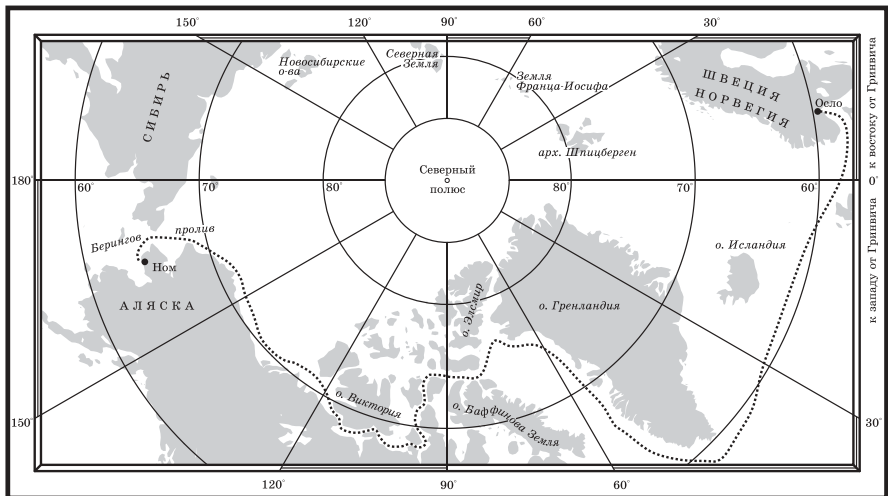 150°
120°
90°
60°
30°
Новосибирские
о-ва
Северная
Земля
Земля
Франца-Иосифа
ШВЕЦИЯ
НОРВЕГИЯ
Осло
СИБИРЬ
арх. Шпицберген
к востоку от Гринвича
Северный
полюс
180°
60°
70°
80°
80°
70°
60°
0°
Берингов
пролив
Ном
АЛЯСКА
о. Элсмир
о. Гренландия
о. Исландия
к западу от Гринвича
о. Виктория
о. Баффинова Земля
150°
30°
120°
90°
60°